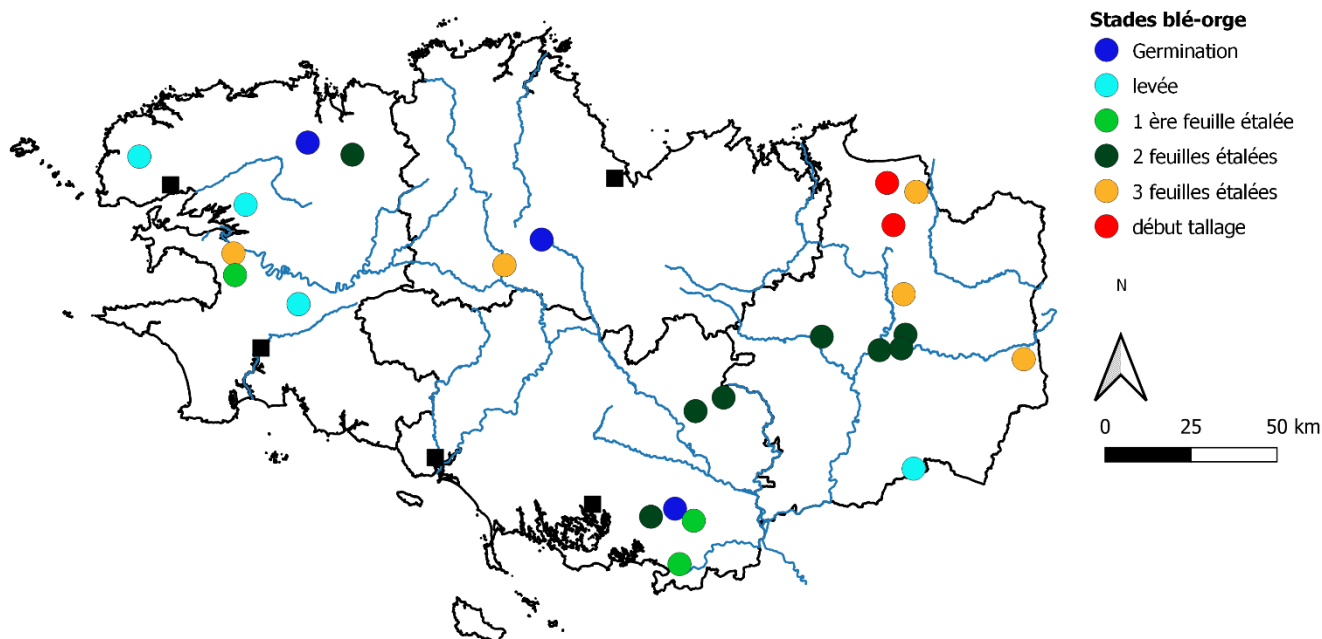 Stades blé-orge
Germination
levée
1 ère feuille étalée
2 feuilles étalées
3 feuilles étalées
début tallage
N
0 25 50 km